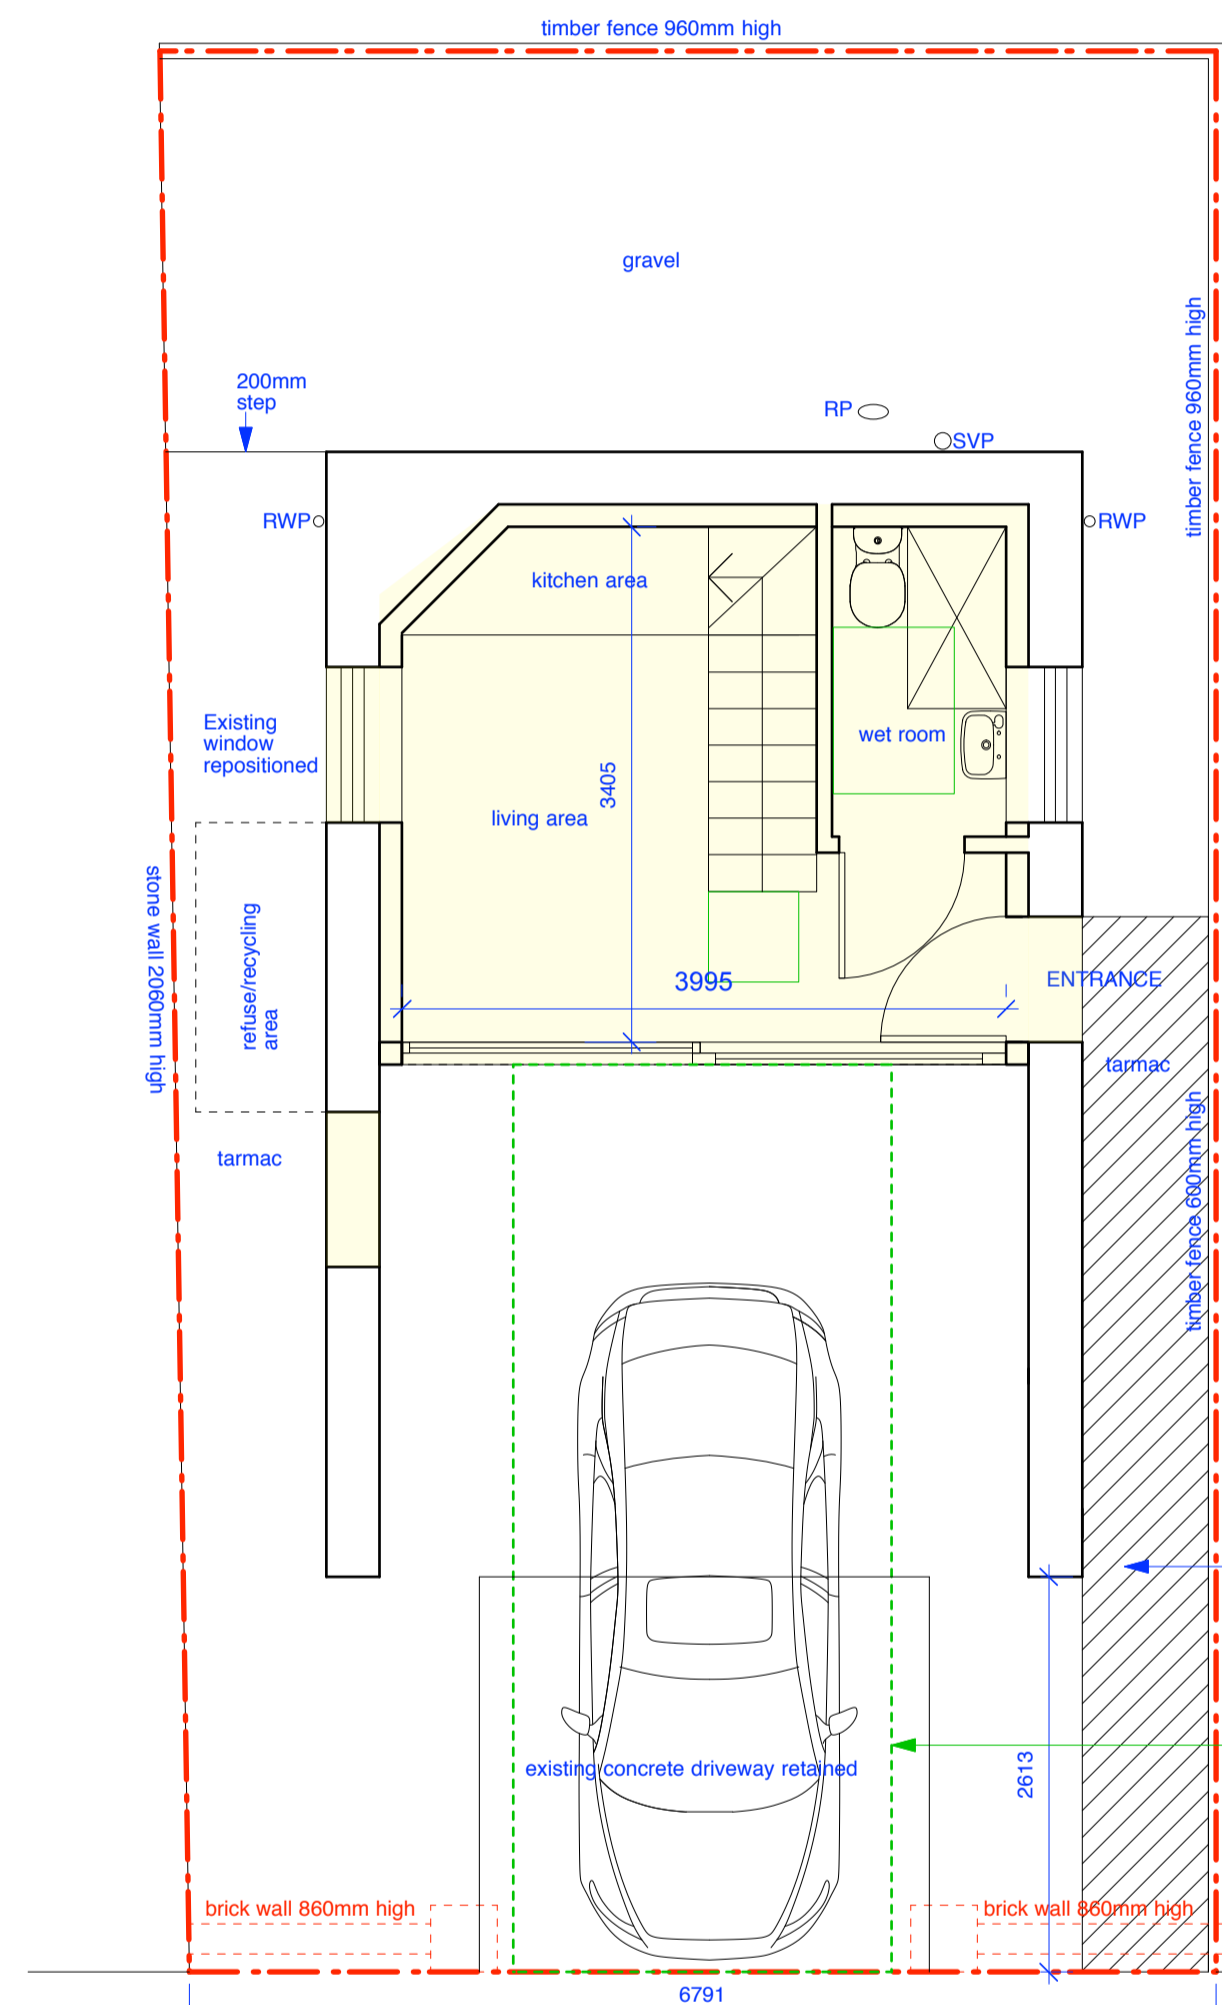 timber fence 960mm high
gravel
timber fence 960mm high
200mm
step
RP
SVP
RWP
RWP
kitchen area
Existing
window
repositioned
wet room
3405
living area
stone wall 2060mm high
refuse/recycling
area
3995
ENTRANCE
tarmac
timber fence 600mm high
tarmac
existing concrete driveway retained
2613
brick wall 860mm high
brick wall 860mm high
6791